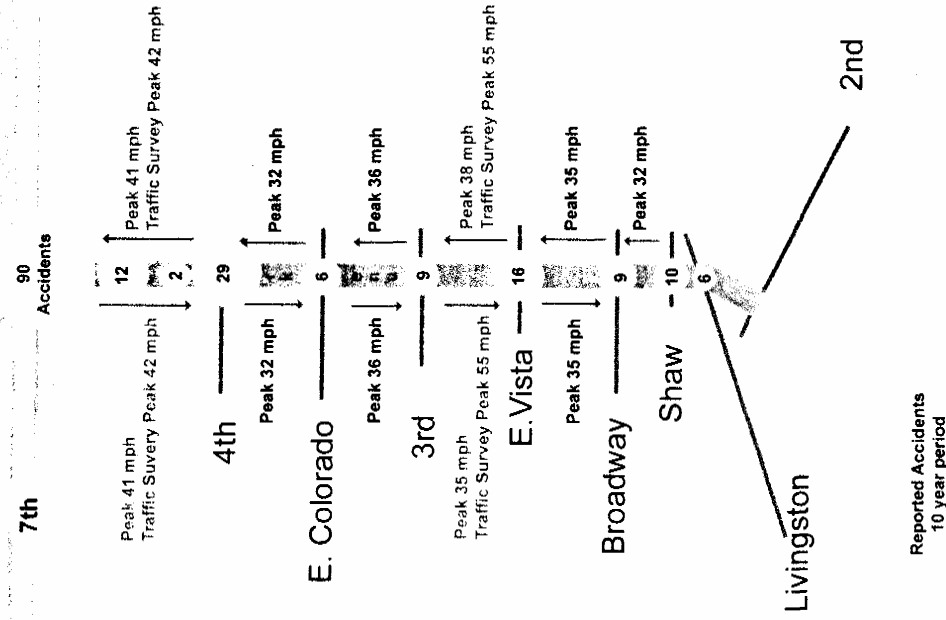 7th
90
Accidents
Peak 41 mph
Traffic Suvery Peak 42 mph
12
2
Peak 41 mph
Traffic Survey Peak 42 mph
4th
29
Peak 32 mph
Peak 32 mph
E. Colorado
6
Peak 36 mph
Peak 36 mph
3rd
9
Peak 35 mph
Traffic Survey Peak 55 mph
Peak 38 mph
Traffic Survey Peak 55 mph
E. Vista
16
Peak 35 mph
Peak 35 mph
Broadway
9
Peak 32 mph
Shaw
10
6
Livingston
2nd
Reported Accidents
10 year period